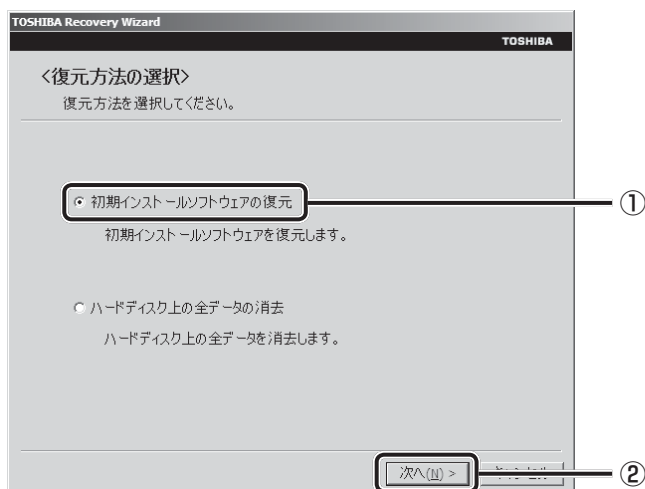 TOSHIBA Recovery Wizard
TOSHIBA
<復元方法の選択>
復元方法を選択してください。
初期インストールソフトウェアの復元
①
初期インストールソフトウェアを復元します。
ハードディスク上の全データの消去
ハードディスク上の全データを消去します。
次へ(N) >
②